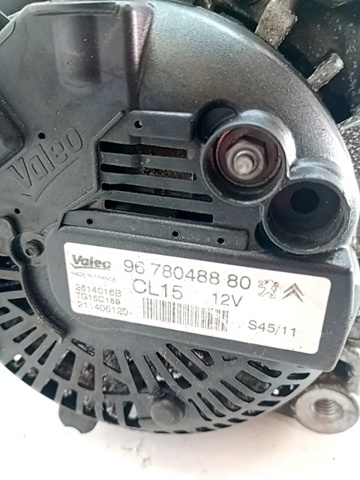 Valeo
Valeo 96 780488 80
MADE IN FRANCE
2614016B CL15 12V
TG15C189
S45/11